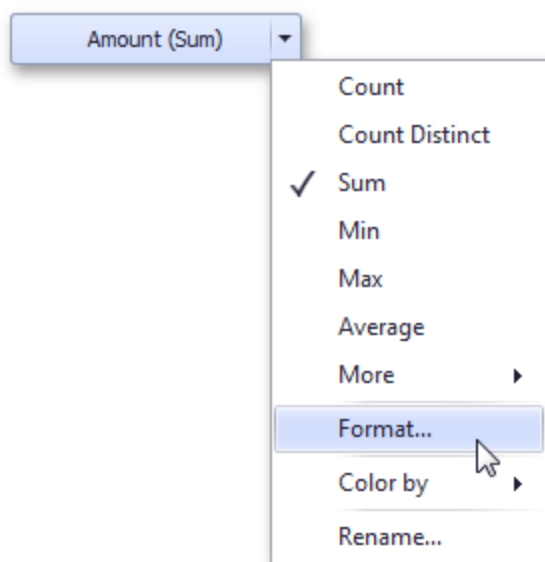 Amount (Sum)
Count
Count Distinct
Sum
Min
Max
Average
More
Format...
Color by
Rename...